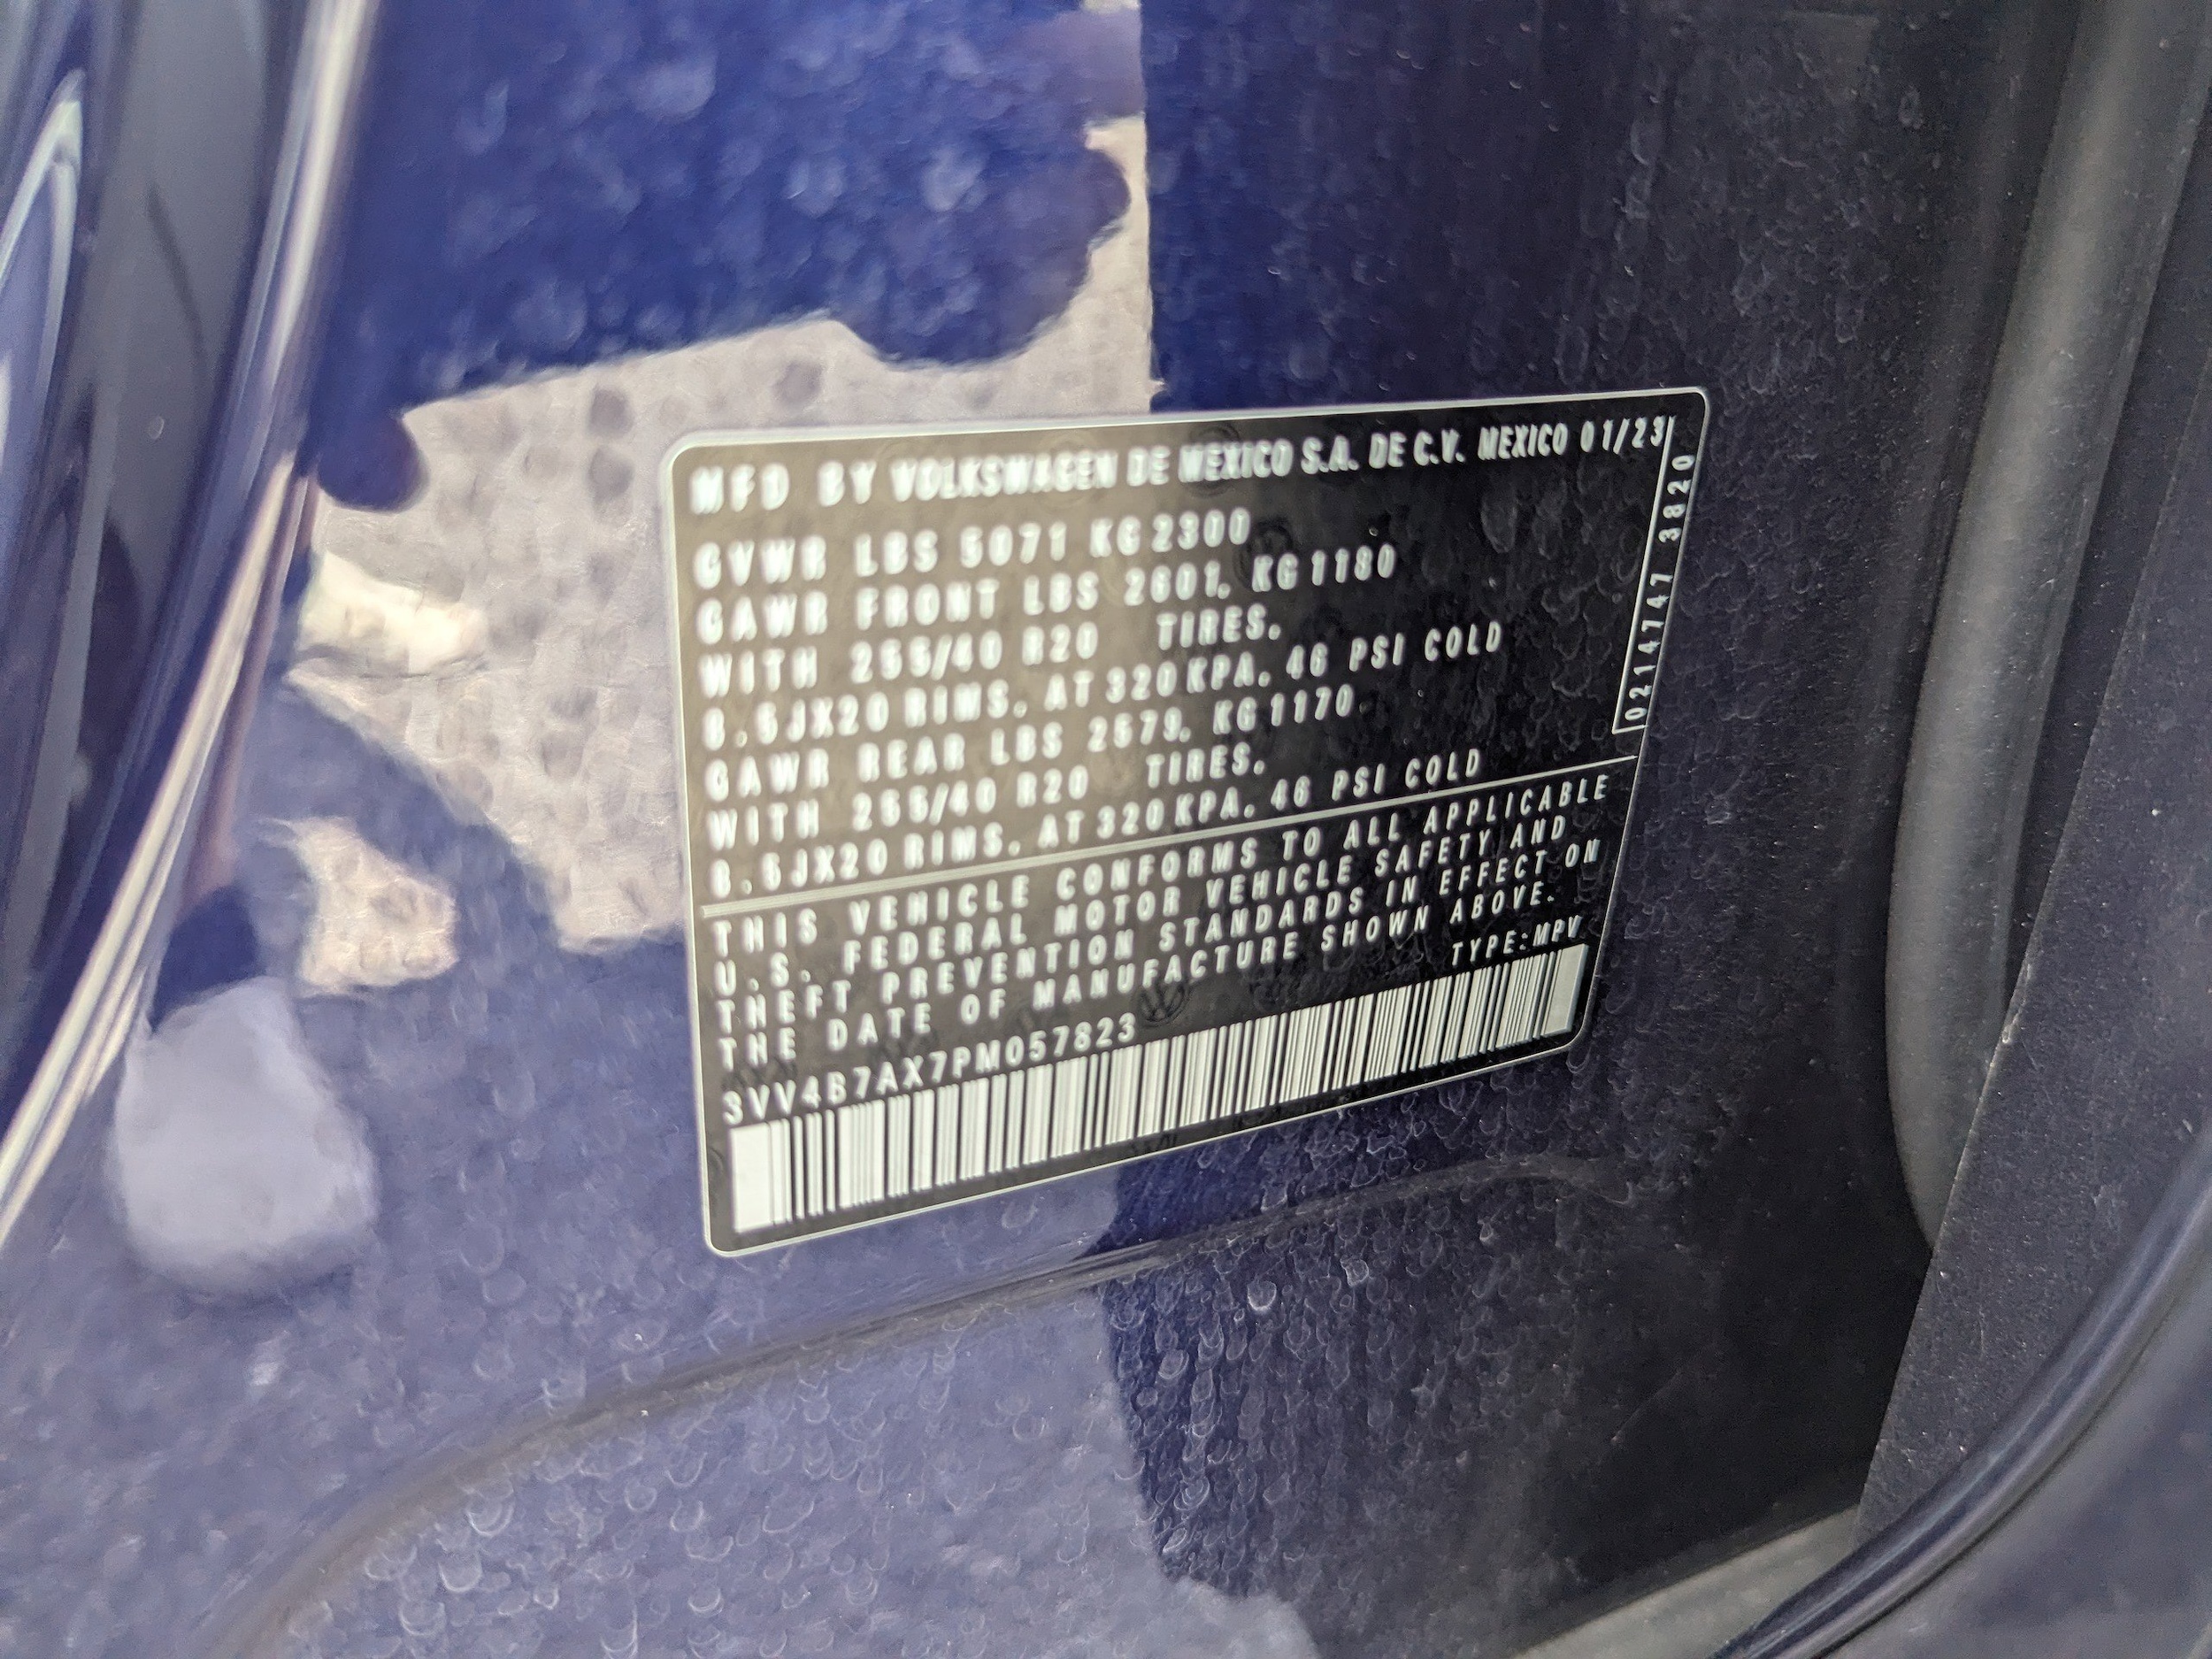 MFD BY VOLKSWAGEN DE MEXICO S.A. DE C.V. MEXICO 01/23
GVWR LBS 5071 KG 2300
GAWR FRONT LBS 2601, KG 1180
WITH 255/40 R20 TIRES,
8.5JX20 RIMS, AT 320 KPA, 46 PSI COLD
GAWR REAR LBS 2579, KG 1170
WITH 255/40 R20 TIRES,
8.5JX20 RIMS, AT 320 KPA, 46 PSI COLD
0214747 3820
THIS VEHICLE CONFORMS TO ALL APPLICABLE
U.S. FEDERAL MOTOR VEHICLE SAFETY AND
THEFT PREVENTION STANDARDS IN EFFECT ON
THE DATE OF MANUFACTURE SHOWN ABOVE.
TYPE:MPV
3VV4B7AX7PM057823